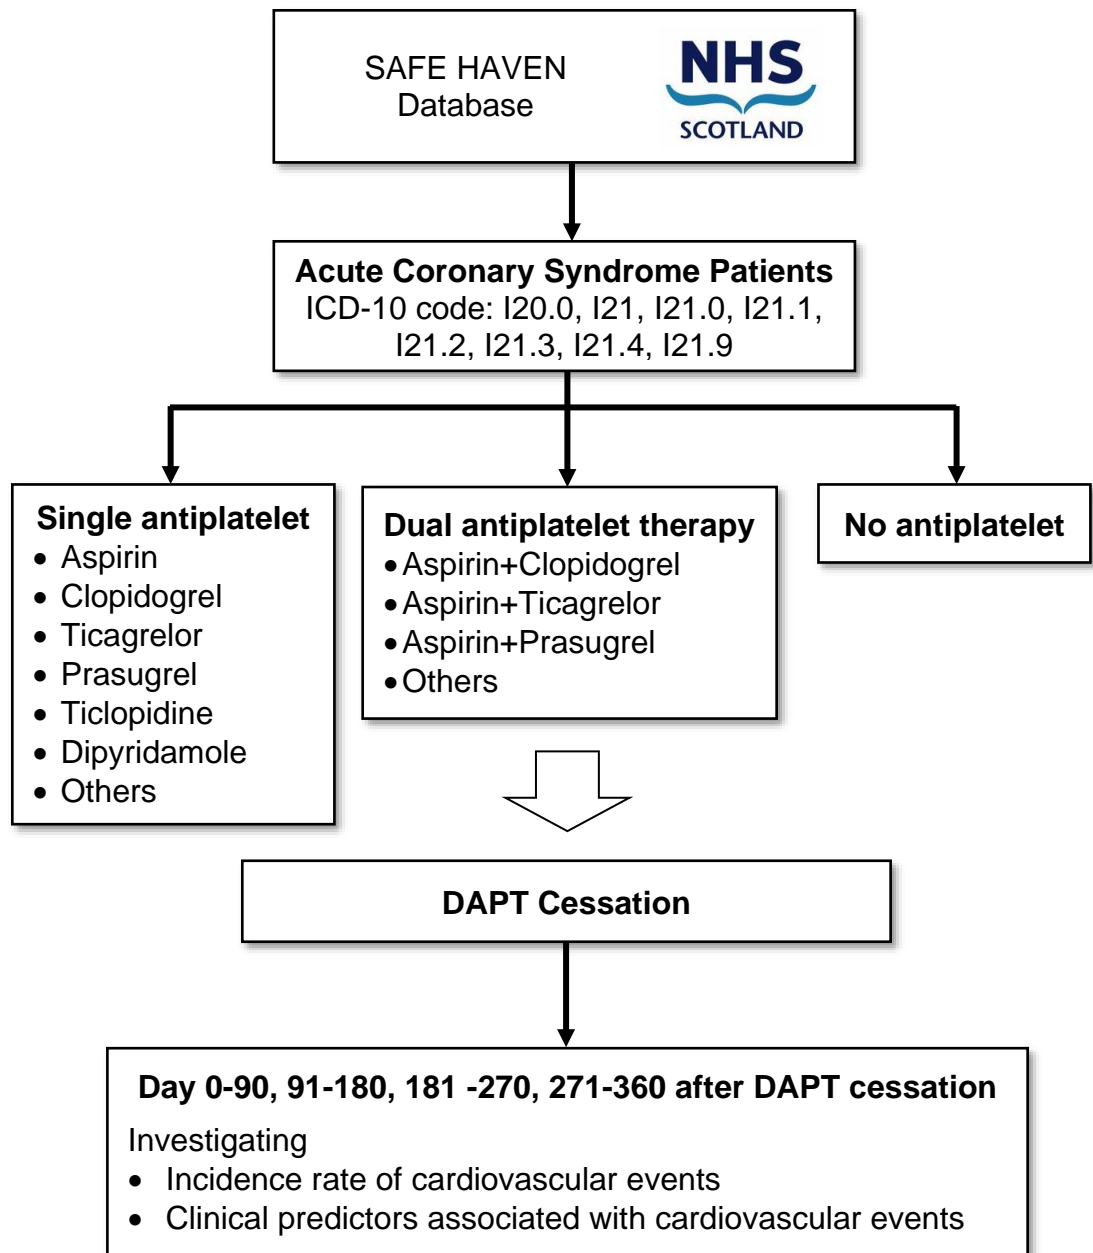 SAFE HAVEN
Database
NHS
SCOTLAND
Acute Coronary Syndrome Patients
ICD-10 code: I20.0, I21, I21.0, I21.1,
I21.2, I21.3, I21.4, I21.9
Single antiplatelet
• Aspirin
• Clopidogrel
• Ticagrelor
• Prasugrel
• Ticlopidine
• Dipyridamole
• Others
Dual antiplatelet therapy
• Aspirin+Clopidogrel
• Aspirin+Ticagrelor
• Aspirin+Prasugrel
• Others
No antiplatelet
DAPT Cessation
Day 0-90, 91-180, 181 -270, 271-360 after DAPT cessation
Investigating
• Incidence rate of cardiovascular events
• Clinical predictors associated with cardiovascular events